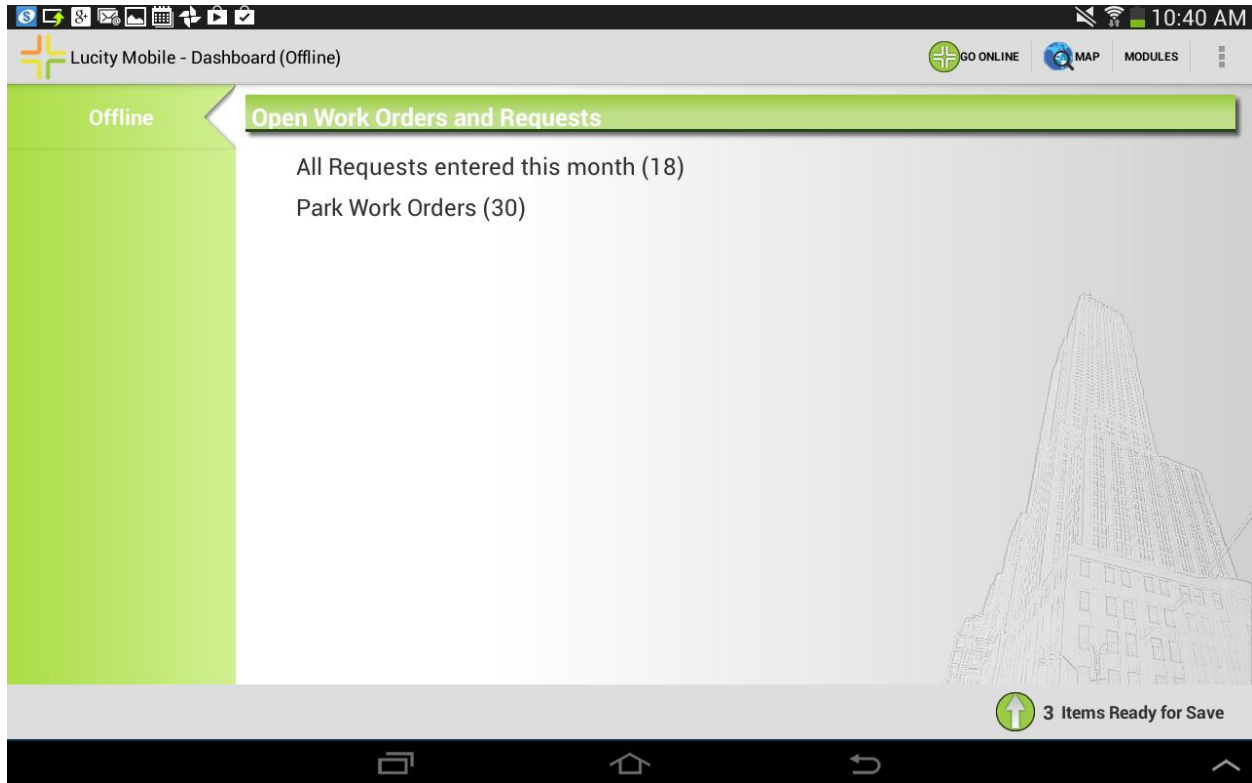 10:40 AM
Lucity Mobile - Dashboard (Offline)
GO ONLINE
MAP
MODULES
Offline
Open Work Orders and Requests
All Requests entered this month (18)
Park Work Orders (30)
3 Items Ready for Save